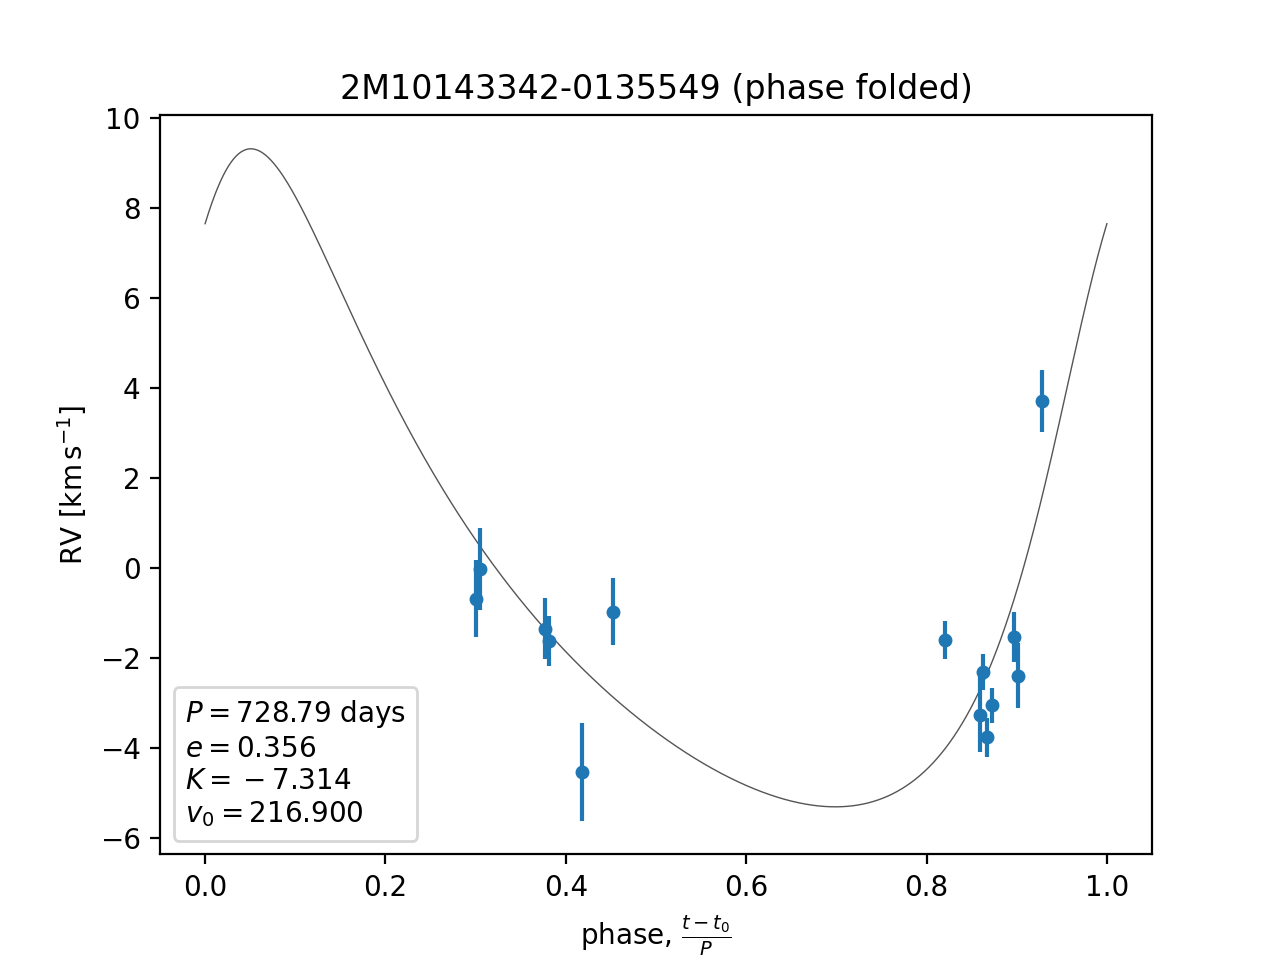 2M10143342-0135549 (phase folded)
10
8
6
4
2
0
−2
−4
−6
RV [km s⁻¹]
P = 728.79 days
e = 0.356
K = −7.314
v₀ = 216.900
0.0 0.2 0.4 0.6 0.8 1.0
phase, (t − t₀)/P